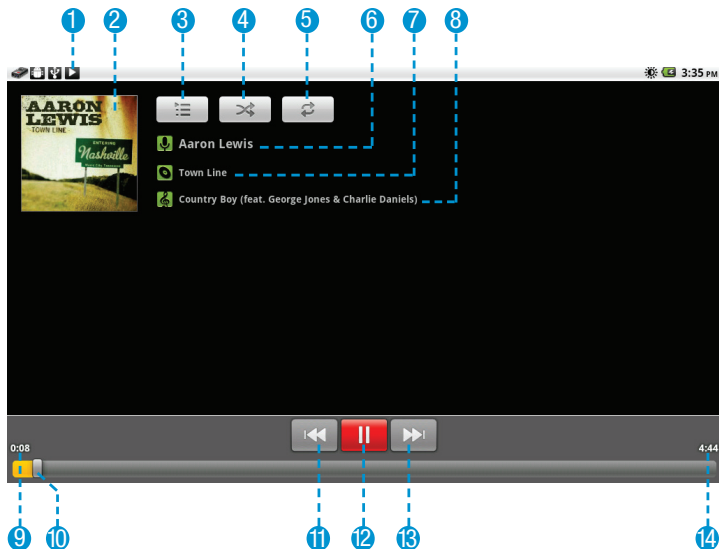 1 2 3 4 5 6 7 8
3:35 PM
AARON
LEWIS
TOWN LINE
ENTERING
Nashville
Aaron Lewis
Town Line
Country Boy (feat. George Jones & Charlie Daniels)
0:08
4:44
9 10 11 12 13 14